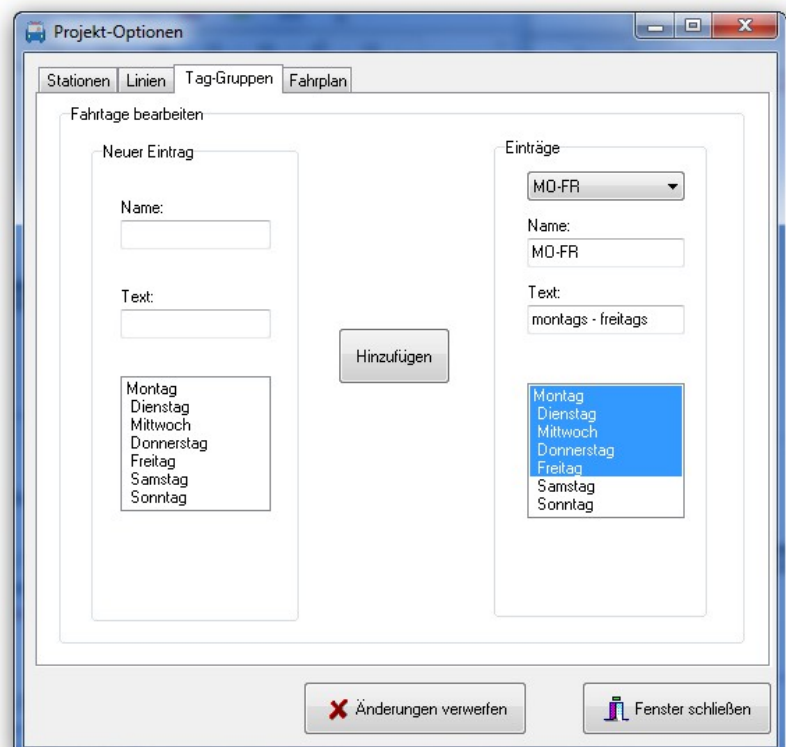 Projekt-Optionen
Stationen Linien Tag-Gruppen Fahrplan
Fahrtage bearbeiten
Neuer Eintrag
Name:
Text:
Montag
Dienstag
Mittwoch
Donnerstag
Freitag
Samstag
Sonntag
Hinzufügen
Einträge
MO-FR
Name:
MO-FR
Text:
montags - freitags
Montag
Dienstag
Mittwoch
Donnerstag
Freitag
Samstag
Sonntag
Änderungen verwerfen
Fenster schließen